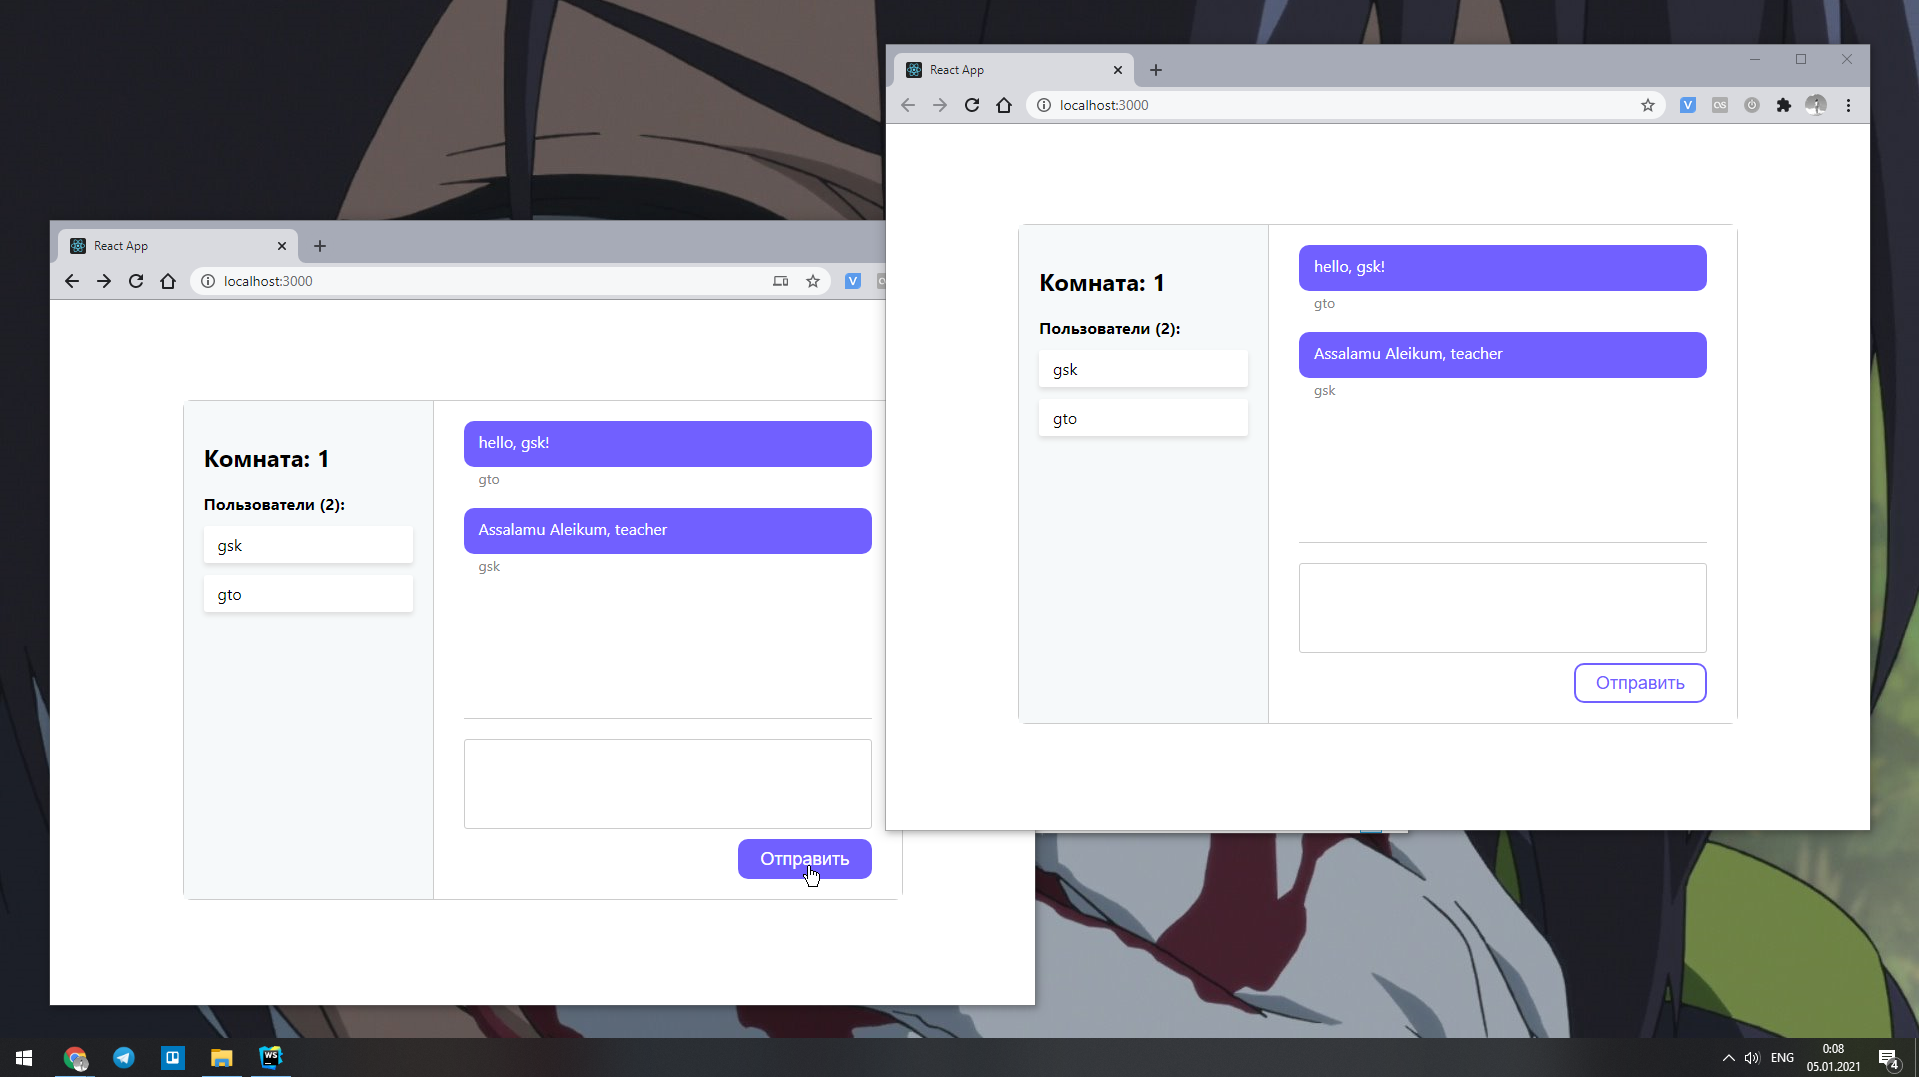 React App
localhost:3000
V
Комната: 1
Пользователи (2):
gsk
gto
hello, gsk!
gto
Assalamu Aleikum, teacher
gsk
Отправить
React App
localhost:3000
V
Комната: 1
Пользователи (2):
gsk
gto
hello, gsk!
gto
Assalamu Aleikum, teacher
gsk
Отправить
WS
ENG
0:08
05.01.2021
4